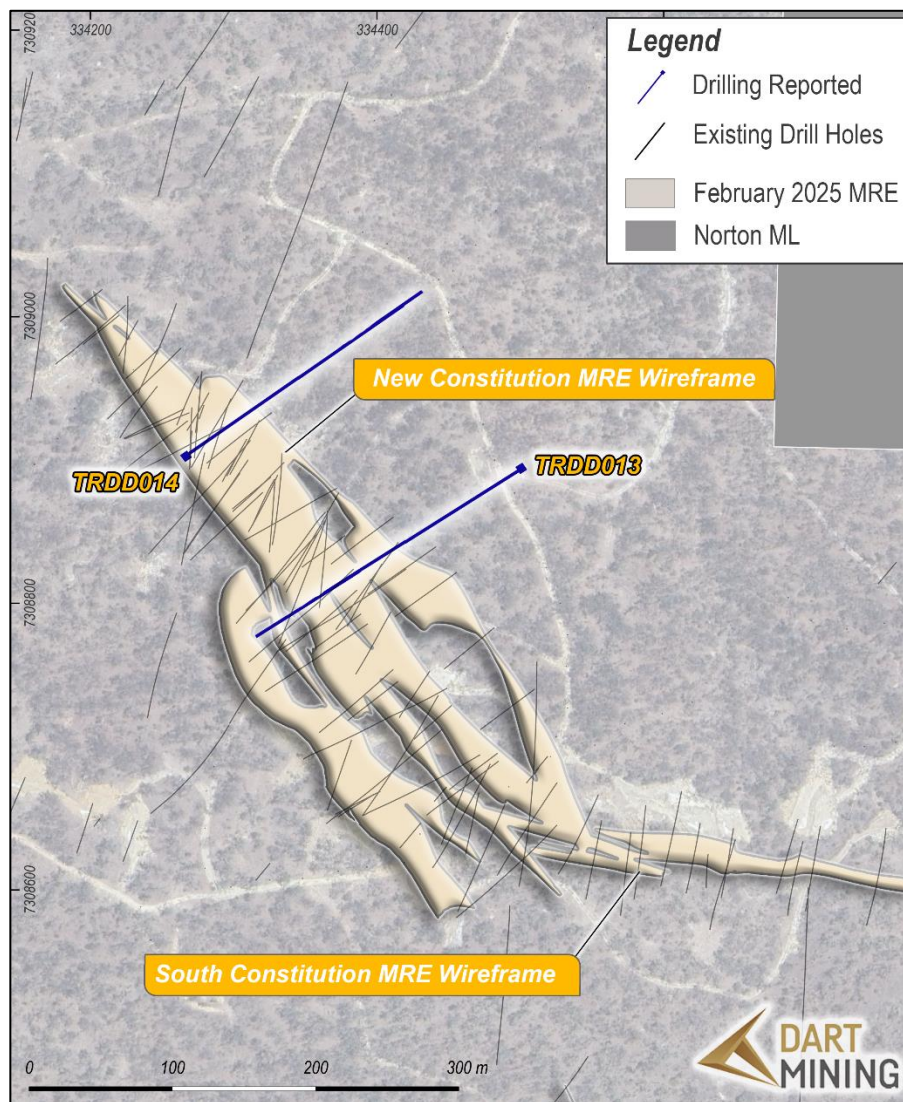 730920
334200
334400
Legend
Drilling Reported
Existing Drill Holes
February 2025 MRE
Norton ML
7309000
New Constitution MRE Wireframe
TRDD014
TRDD013
7308800
7308600
South Constitution MRE Wireframe
0 100 200 300 m
DART
MINING